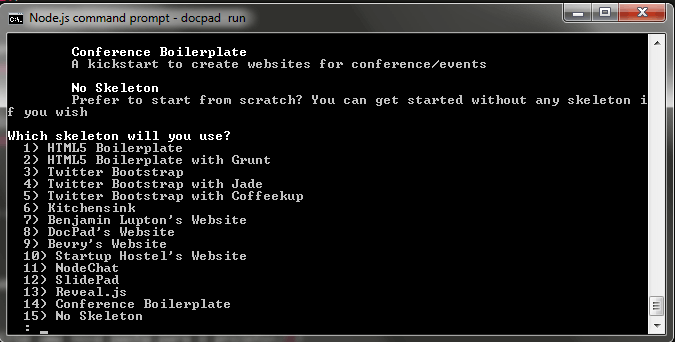 Node.js command prompt - docpad run
Conference Boilerplate
A kickstart to create websites for conference/events
No Skeleton
Prefer to start from scratch? You can get started without any skeleton i
f you wish
Which skeleton will you use?
1) HTML5 Boilerplate
2) HTML5 Boilerplate with Grunt
3) Twitter Bootstrap
4) Twitter Bootstrap with Jade
5) Twitter Bootstrap with Coffeekup
6) Kitchensink
7) Benjamin Lupton's Website
8) DocPad's Website
9) Bevry's Website
10) Startup Hostel's Website
11) NodeChat
12) SlidePad
13) Reveal.js
14) Conference Boilerplate
15) No Skeleton
: _